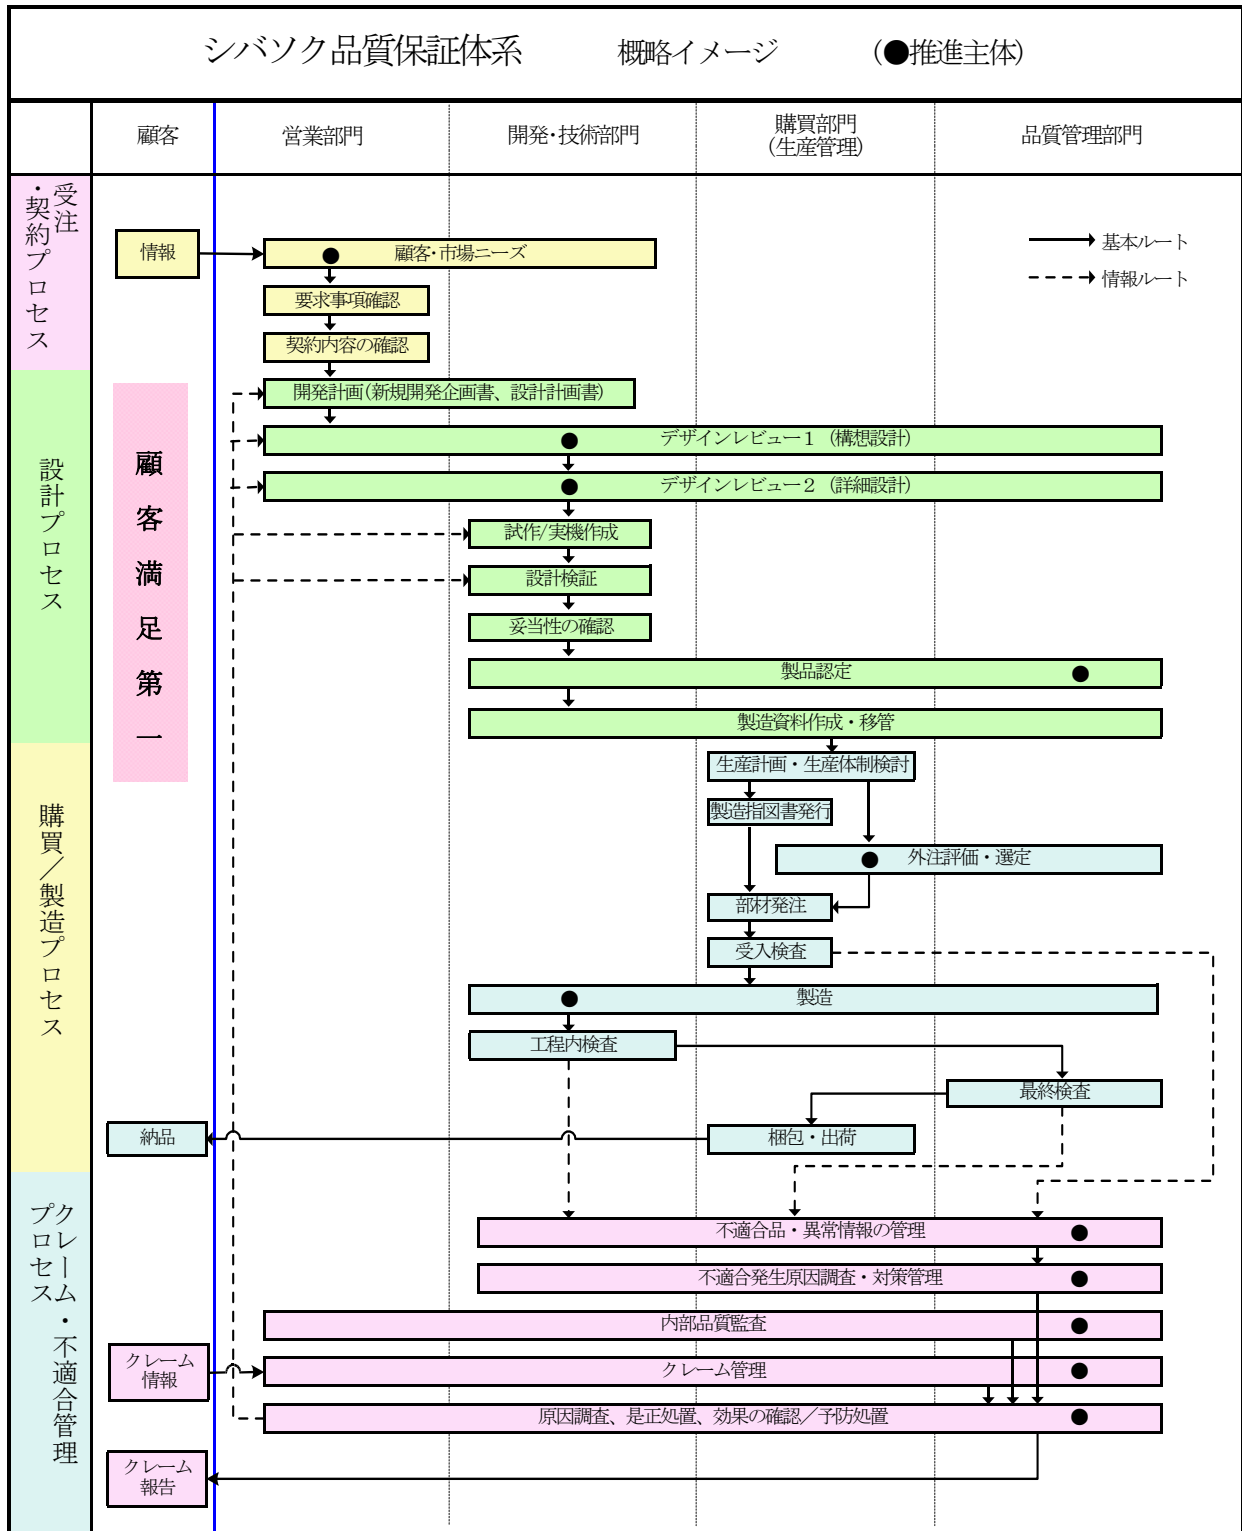 シバソク品質保証体系 概略イメージ (●推進主体)
顧客
営業部門
開発・技術部門
購買部門
(生産管理)
品質管理部門
受注
・契約プロセス
情報
● 顧客・市場ニーズ
基本ルート
情報ルート
要求事項確認
契約内容の確認
設計プロセス
顧客満足第一
開発計画(新規開発企画書、設計計画書)
● デザインレビュー１ (構想設計)
● デザインレビュー２ (詳細設計)
試作/実機作成
設計検証
妥当性の確認
製品認定 ●
製造資料作成・移管
購買／製造プロセス
生産計画・生産体制検討
製造指図書発行
● 外注評価・選定
部材発注
受入検査
● 製造
工程内検査
最終検査
納品
梱包・出荷
クレーム・不適合管理
プロセス
不適合品・異常情報の管理 ●
不適合発生原因調査・対策管理 ●
内部品質監査 ●
クレーム
情報
クレーム管理 ●
原因調査、是正処置、効果の確認／予防処置 ●
クレーム
報告